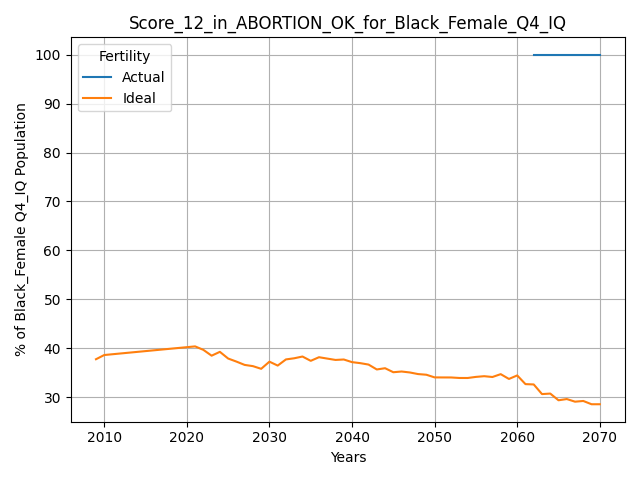 Score_12_in_ABORTION_OK_for_Black_Female_Q4_IQ
Fertility
Actual
Ideal
% of Black_Female Q4_IQ Population
100
90
80
70
60
50
40
30
2010 2020 2030 2040 2050 2060 2070
Years